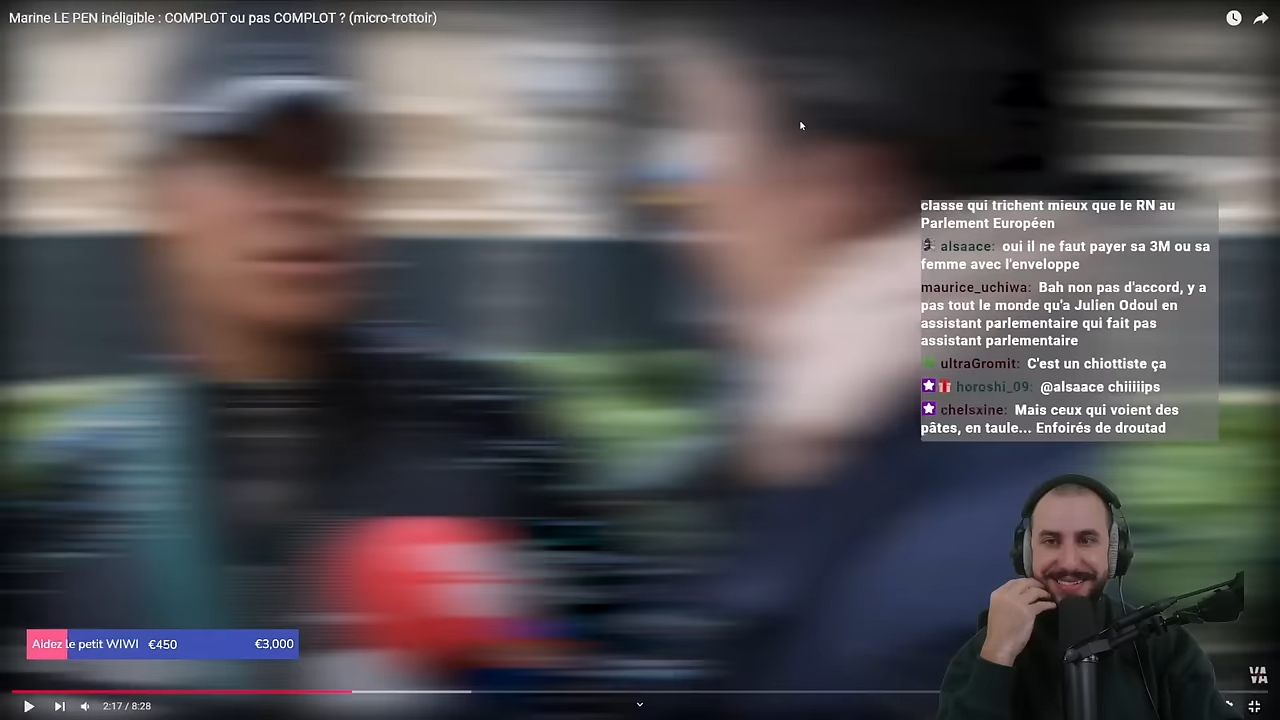 Marine LE PEN inéligible : COMPLOT ou pas COMPLOT ? (micro-trottoir)
classe qui trichent mieux que le RN au
Parlement Européen
alsaace: oui il ne faut payer sa 3M ou sa
femme avec l'enveloppe
maurice_uchiwa: Bah non pas d'accord, y a
pas tout le monde qu'a Julien Odoul en
assistant parlementaire qui fait pas
assistant parlementaire
ultraGromit: C'est un chiottiste ça
horoshi_09: @alsaace chiiiiips
chelsxine: Mais ceux qui voient des
pâtes, en taule... Enfoirés de droutad
Aidez le petit WIWI €450 €3,000
VA
2:17 / 8:28